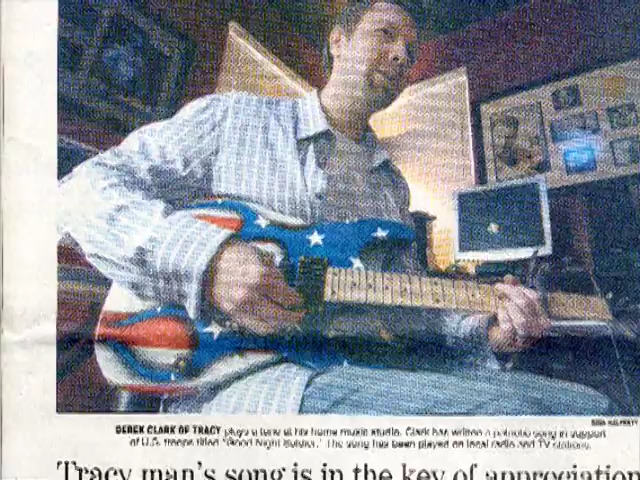 DEREK CLARK OF TRACY plays a tune at his home music studio. Clark has written a patriotic song in support
of U.S. troops titled "Good Night Soldier." The song has been played on local radio and TV stations.
Tracy man's song is in the key of appreciation